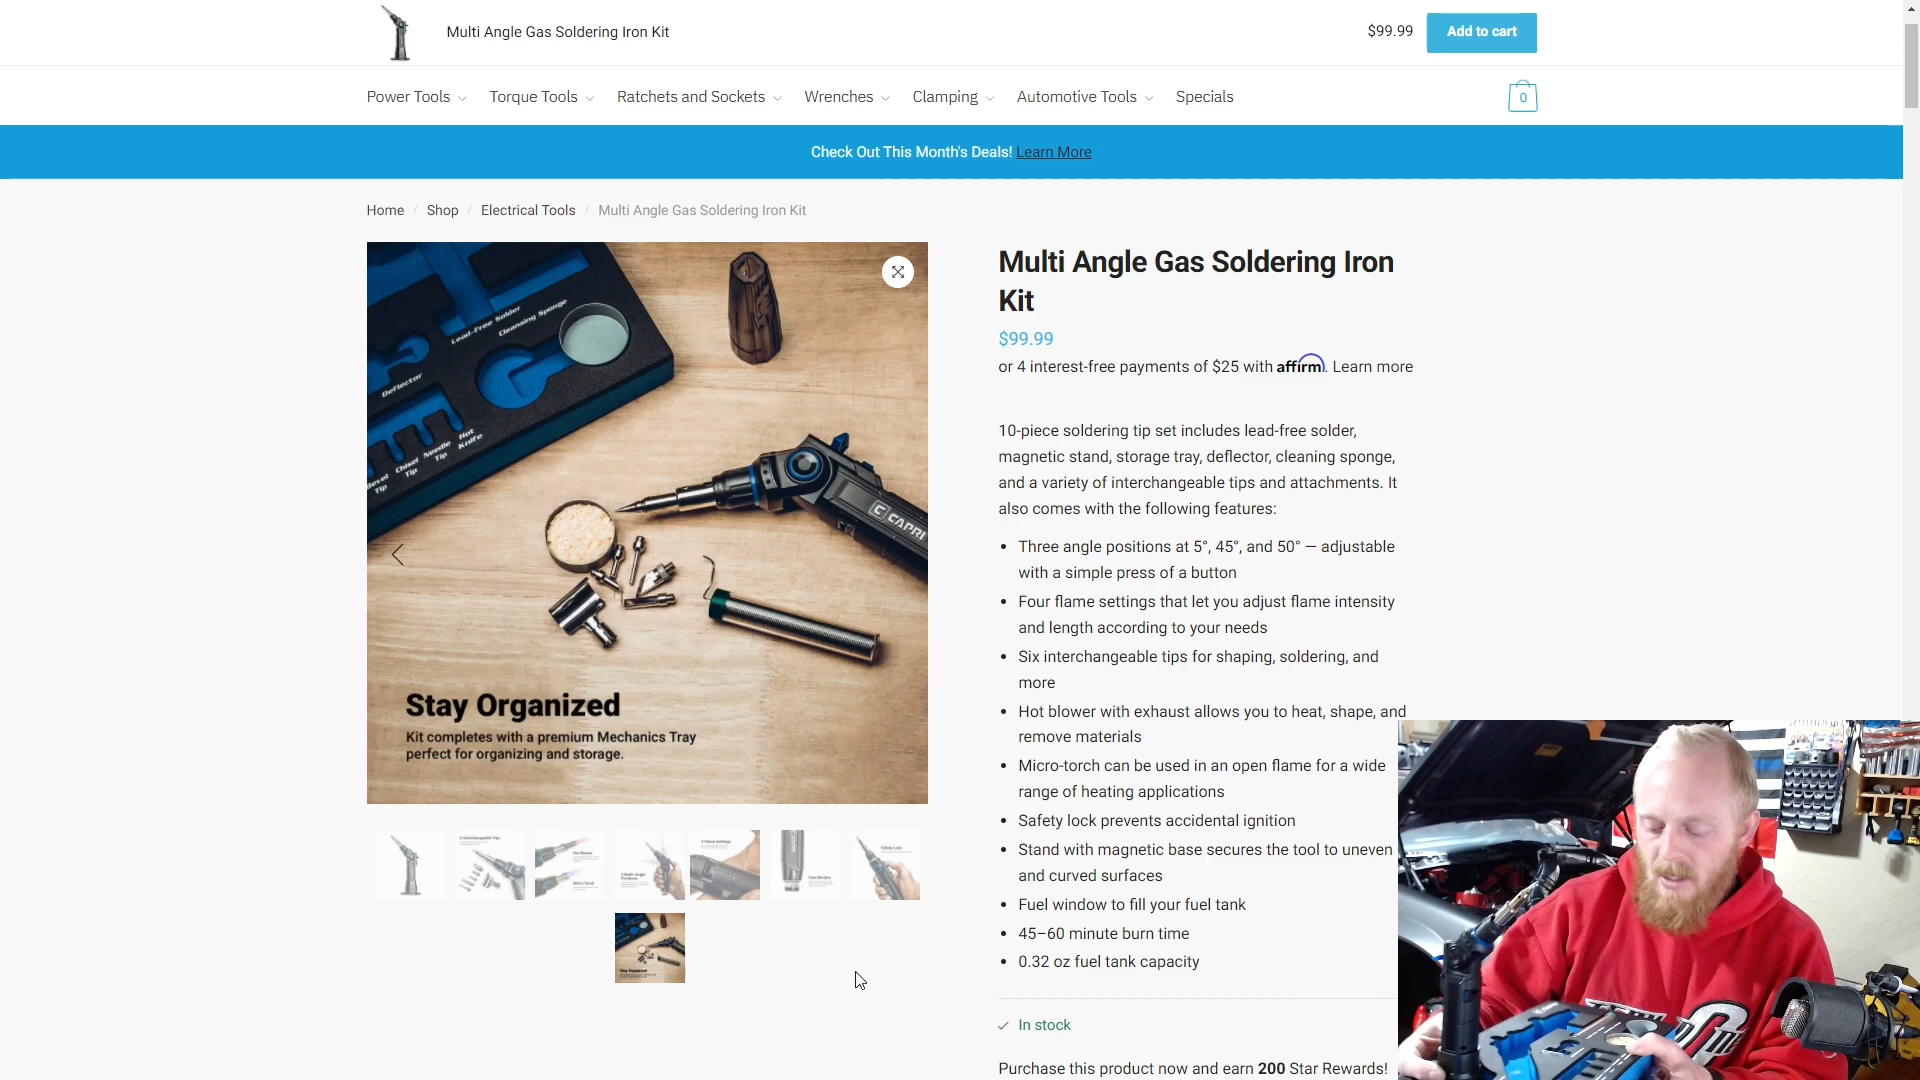 Multi Angle Gas Soldering Iron Kit
$99.99
Add to cart
Power Tools
Torque Tools
Ratchets and Sockets
Wrenches
Clamping
Automotive Tools
Specials
0
Check Out This Month's Deals! Learn More
Home / Shop / Electrical Tools / Multi Angle Gas Soldering Iron Kit
Lead-Free Solder
Cleansing Sponge
Deflector
Bevel Tip
Chisel Tip
Needle Tip
Hot Knife
CAPRI
Stay Organized
Kit completes with a premium Mechanics Tray
perfect for organizing and storage.
Multi Angle Gas Soldering Iron
Kit
$99.99
or 4 interest-free payments of $25 with affirm. Learn more
10-piece soldering tip set includes lead-free solder,
magnetic stand, storage tray, deflector, cleaning sponge,
and a variety of interchangeable tips and attachments. It
also comes with the following features:
• Three angle positions at 5°, 45°, and 50° — adjustable
with a simple press of a button
• Four flame settings that let you adjust flame intensity
and length according to your needs
• Six interchangeable tips for shaping, soldering, and
more
• Hot blower with exhaust allows you to heat, shape, and
remove materials
• Micro-torch can be used in an open flame for a wide
range of heating applications
• Safety lock prevents accidental ignition
• Stand with magnetic base secures the tool to uneven
and curved surfaces
• Fuel window to fill your fuel tank
• 45–60 minute burn time
• 0.32 oz fuel tank capacity
In stock
Purchase this product now and earn 200 Star Rewards!